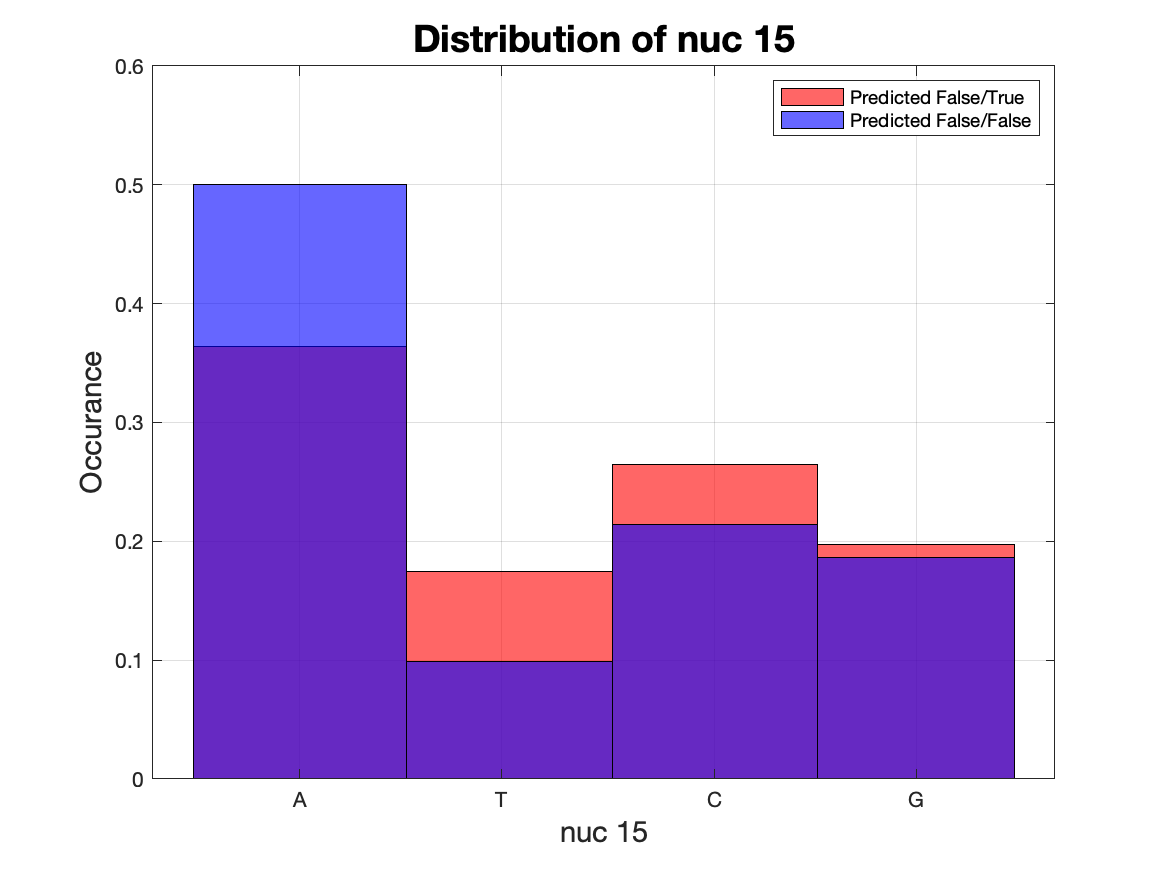 Distribution of nuc 15
Predicted False/True
Predicted False/False
0.6
0.5
0.4
0.3
0.2
0.1
0
Occurance
A T C G
nuc 15